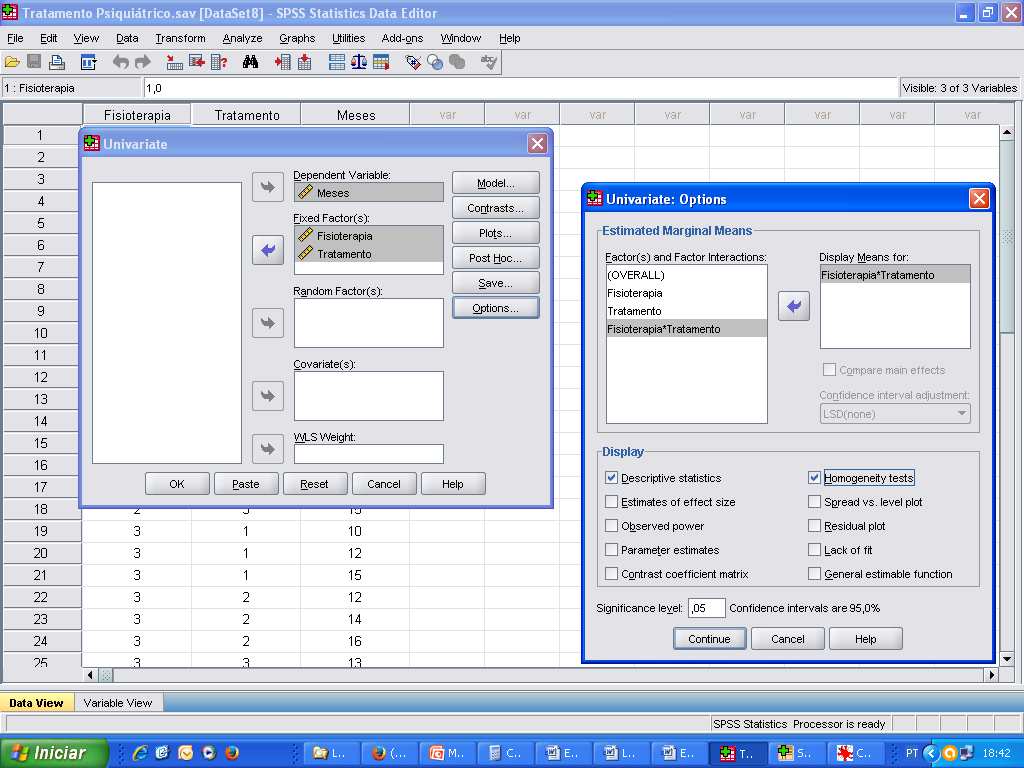 Tratamento Psiquiátrico.sav [DataSet8] - SPSS Statistics Data Editor
File Edit View Data Transform Analyze Graphs Utilities Add-ons Window Help
1 : Fisioterapia 1,0 Visible: 3 of 3 Variables
Fisioterapia Tratamento Meses var var var var var var var var
1
2
3
4
5
6
7
8
9
10
11
12
13
14
15
16
17
18 2 3 15
19 3 1 10
20 3 1 12
21 3 1 15
22 3 2 12
23 3 2 14
24 3 2 16
25 3 3 13
Univariate
Dependent Variable:
Meses
Fixed Factor(s):
Fisioterapia
Tratamento
Random Factor(s):
Covariate(s):
WLS Weight:
Model...
Contrasts...
Plots...
Post Hoc...
Save...
Options...
OK Paste Reset Cancel Help
Univariate: Options
Estimated Marginal Means
Factor(s) and Factor Interactions:
(OVERALL)
Fisioterapia
Tratamento
Fisioterapia*Tratamento
Display Means for:
Fisioterapia*Tratamento
Compare main effects
Confidence interval adjustment:
LSD(none)
Display
Descriptive statistics Homogeneity tests
Estimates of effect size Spread vs. level plot
Observed power Residual plot
Parameter estimates Lack of fit
Contrast coefficient matrix General estimable function
Significance level: ,05 Confidence intervals are 95,0%
Continue Cancel Help
Data View Variable View
SPSS Statistics Processor is ready
Iniciar L... (... M... C... E... L... E... T... S... C... PT 18:42